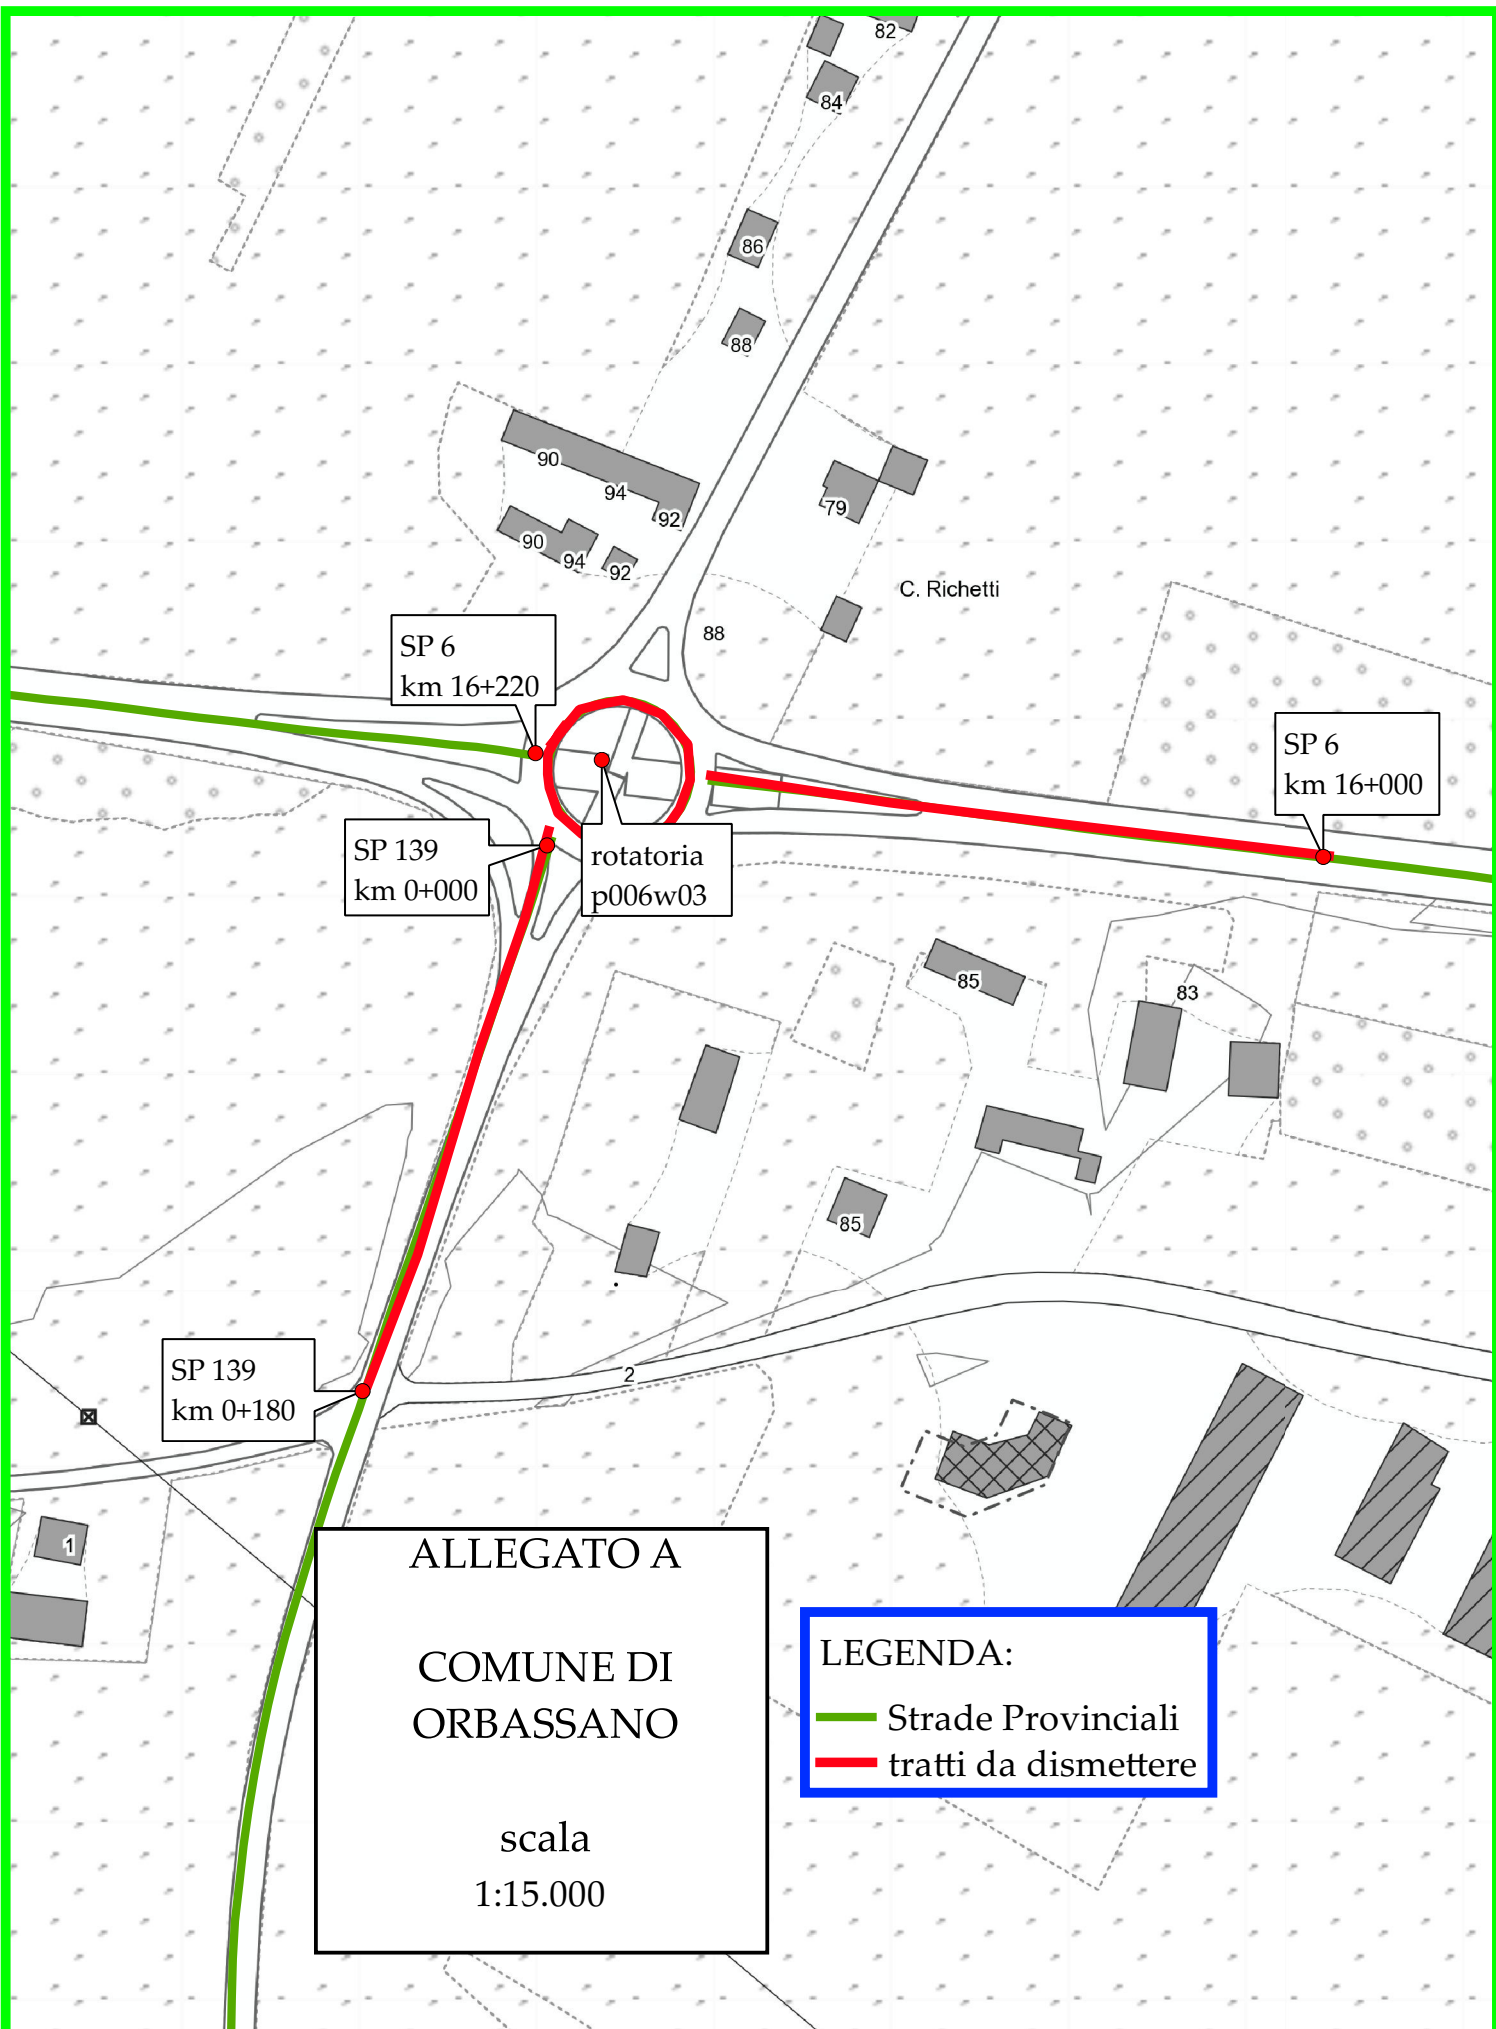 82
84
86
88
90
94
92
79
90
94
92
C. Richetti
88
SP 6
km 16+220
SP 6
km 16+000
SP 139
km 0+000
rotatoria
p006w03
85
83
85
SP 139
km 0+180
2
1
ALLEGATO A
COMUNE DI
ORBASSANO
scala
1:15.000
LEGENDA:
Strade Provinciali
tratti da dismettere